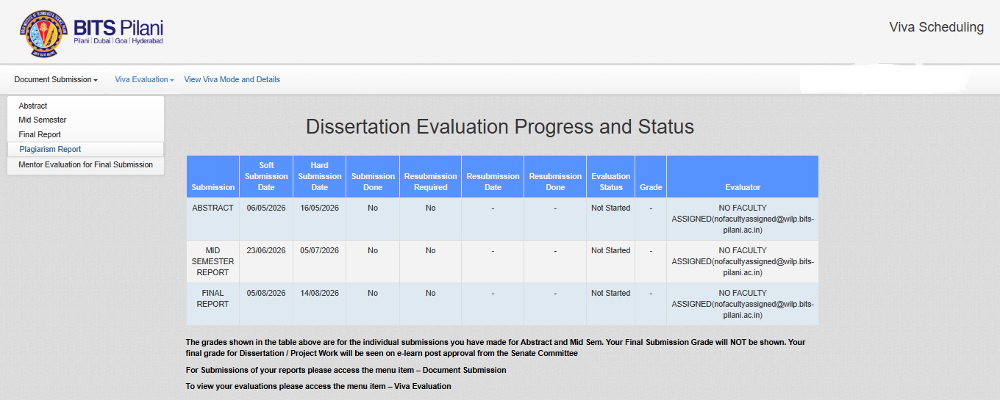 BITS Pilani
Pilani | Dubai | Goa | Hyderabad
Viva Scheduling
Document Submission
Viva Evaluation
View Viva Mode and Details
Abstract
Mid Semester
Final Report
Plagiarism Report
Mentor Evaluation for Final Submission
Dissertation Evaluation Progress and Status
Submission
Soft
Submission
Date
Hard
Submission
Date
Submission
Done
Resubmission
Required
Resubmission
Date
Resubmission
Done
Evaluation
Status
Grade
Evaluator
ABSTRACT
06/05/2026
16/05/2026
No
No
-
-
Not Started
-
NO FACULTY
ASSIGNED(nofacultyassigned@wilp.bits-
pilani.ac.in)
MID
SEMESTER
REPORT
23/06/2026
05/07/2026
No
No
-
-
Not Started
-
NO FACULTY
ASSIGNED(nofacultyassigned@wilp.bits-
pilani.ac.in)
FINAL
REPORT
05/08/2026
14/08/2026
No
No
-
-
Not Started
-
NO FACULTY
ASSIGNED(nofacultyassigned@wilp.bits-
pilani.ac.in)
The grades shown in the table above are for the individual submissions you have made for Abstract and Mid Sem. Your Final Submission Grade will NOT be shown. Your
final grade for Dissertation / Project Work will be seen on e-learn post approval from the Senate Committee
For Submissions of your reports please access the menu item – Document Submission
To view your evaluations please access the menu item – Viva Evaluation